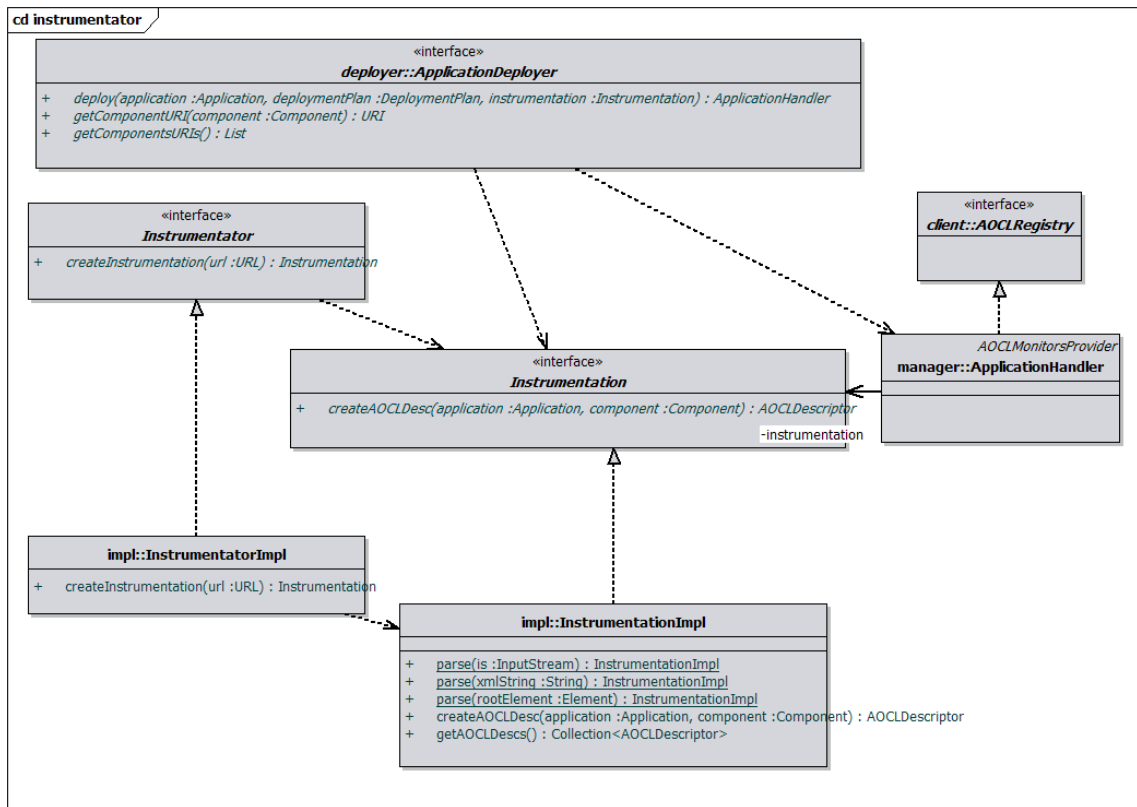 cd instrumentator
«interface»
deployer::ApplicationDeployer
+ deploy(application :Application, deploymentPlan :DeploymentPlan, instrumentation :Instrumentation) : ApplicationHandler
+ getComponentURI(component :Component) : URI
+ getComponentsURIs() : List
«interface»
Instrumentator
+ createInstrumentation(url :URL) : Instrumentation
«interface»
client::AOCLRegistry
«interface»
Instrumentation
+ createAOCLDesc(application :Application, component :Component) : AOCLDescriptor
-instrumentation
AOCLMonitorsProvider
manager::ApplicationHandler
impl::InstrumentatorImpl
+ createInstrumentation(url :URL) : Instrumentation
impl::InstrumentationImpl
+ parse(is :InputStream) : InstrumentationImpl
+ parse(xmlString :String) : InstrumentationImpl
+ parse(rootElement :Element) : InstrumentationImpl
+ createAOCLDesc(application :Application, component :Component) : AOCLDescriptor
+ getAOCLDescs() : Collection<AOCLDescriptor>